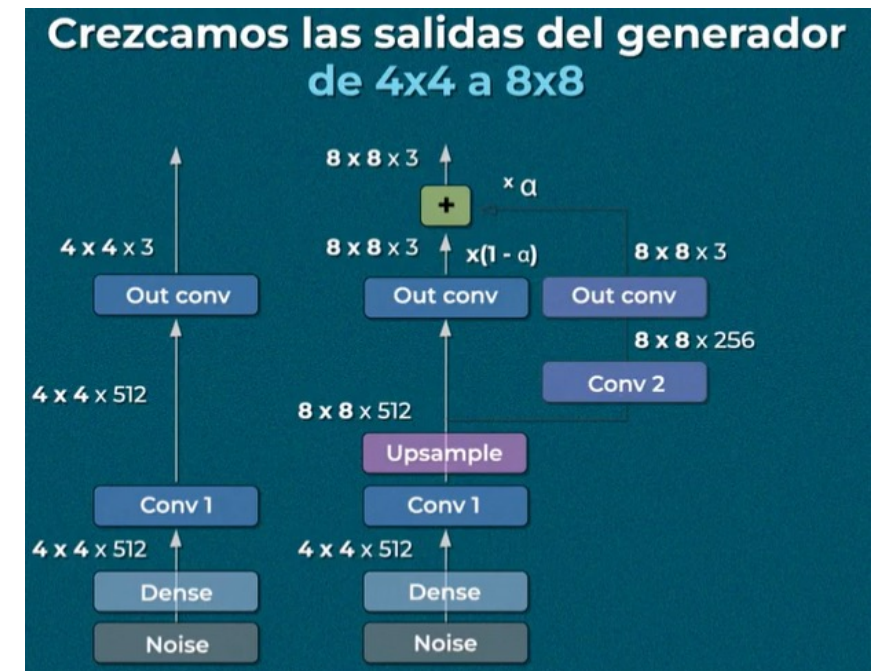 Crezcamos las salidas del generador
de 4x4 a 8x8
8 x 8 x 3
x α
+
4 x 4 x 3
8 x 8 x 3
x(1 - α)
8 x 8 x 3
Out conv
Out conv
Out conv
8 x 8 x 256
Conv 2
4 x 4 x 512
8 x 8 x 512
Upsample
Conv 1
Conv 1
4 x 4 x 512
4 x 4 x 512
Dense
Dense
Noise
Noise